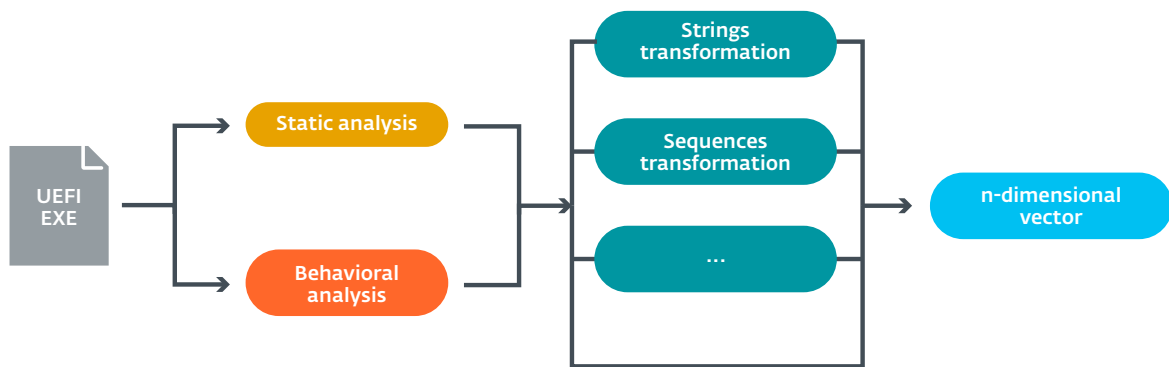 UEFI
EXE
Static analysis
Behavioral
analysis
Strings
transformation
Sequences
transformation
...
n-dimensional
vector